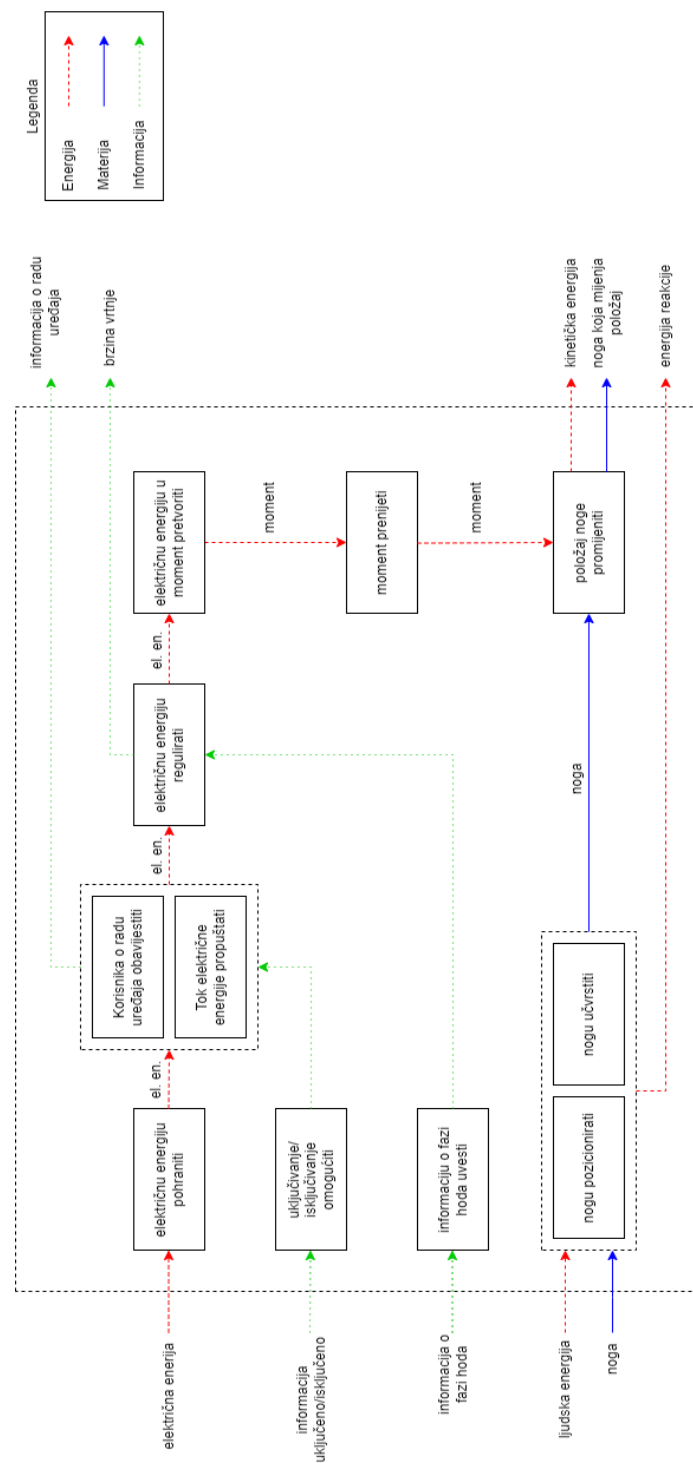 Legenda
Energija
Materija
Informacija
informacija o radu
uređaja
brzina vrtnje
kinetička energija
noga koja mijenja
položaj
energija reakcije
električnu energiju u
moment pretvoriti
moment
moment prenijeti
moment
položaj noge
promijeniti
el. en.
električnu energiju
regulirati
noga
el. en.
Korisnika o radu
uređaja obavijestiti
Tok električne
energije propuštati
el. en.
nogu učvrstiti
nogu pozicionirati
električnu energiju
pohraniti
uključivanje/
isključivanje
omogućiti
informaciju o fazi
hoda uvesti
električna enerija
informacija
uključeno/isključeno
informacija o
fazi hoda
ljudska energija
noga